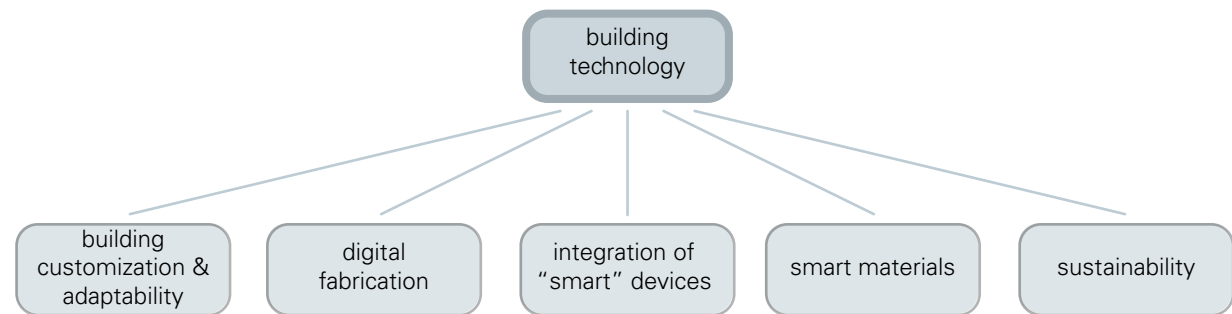 building
technology
building
customization &
adaptability
digital
fabrication
integration of
“smart” devices
smart materials
sustainability